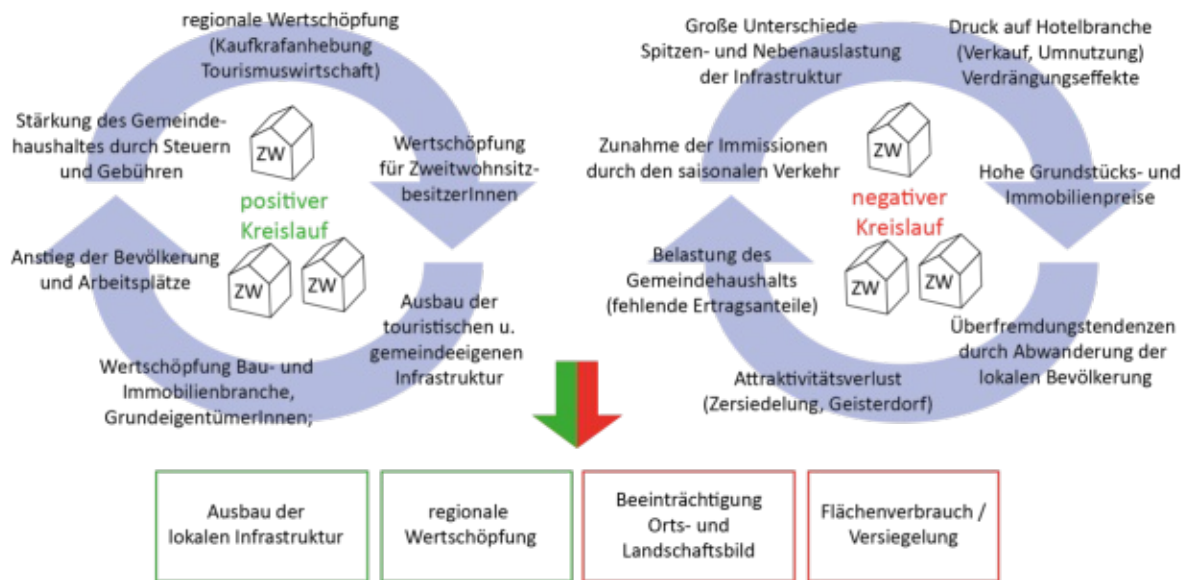 regionale Wertschöpfung
(Kaufkrafanhebung
Tourismuswirtschaft)
Stärkung des Gemeinde-
haushaltes durch Steuern
und Gebühren
ZW
Wertschöpfung
für Zweitwohnsitz-
besitzerInnen
positiver
Kreislauf
Anstieg der Bevölkerung
und Arbeitsplätze
ZW
ZW
Ausbau der
touristischen u.
gemeindeeigenen
Infrastruktur
Wertschöpfung Bau- und
Immobilienbranche,
GrundeigentümerInnen;
Große Unterschiede
Spitzen- und Nebenauslastung
der Infrastruktur
Druck auf Hotelbranche
(Verkauf, Umnutzung)
Verdrängungseffekte
Zunahme der Immissionen
durch den saisonalen Verkehr
ZW
Hohe Grundstücks- und
Immobilienpreise
negativer
Kreislauf
Belastung des
Gemeindehaushalts
(fehlende Ertragsanteile)
ZW
ZW
Überfremdungstendenzen
durch Abwanderung der
lokalen Bevölkerung
Attraktivitätsverlust
(Zersiedelung, Geisterdorf)
Ausbau der
lokalen Infrastruktur
regionale
Wertschöpfung
Beeinträchtigung
Orts- und
Landschaftsbild
Flächenverbrauch /
Versiegelung